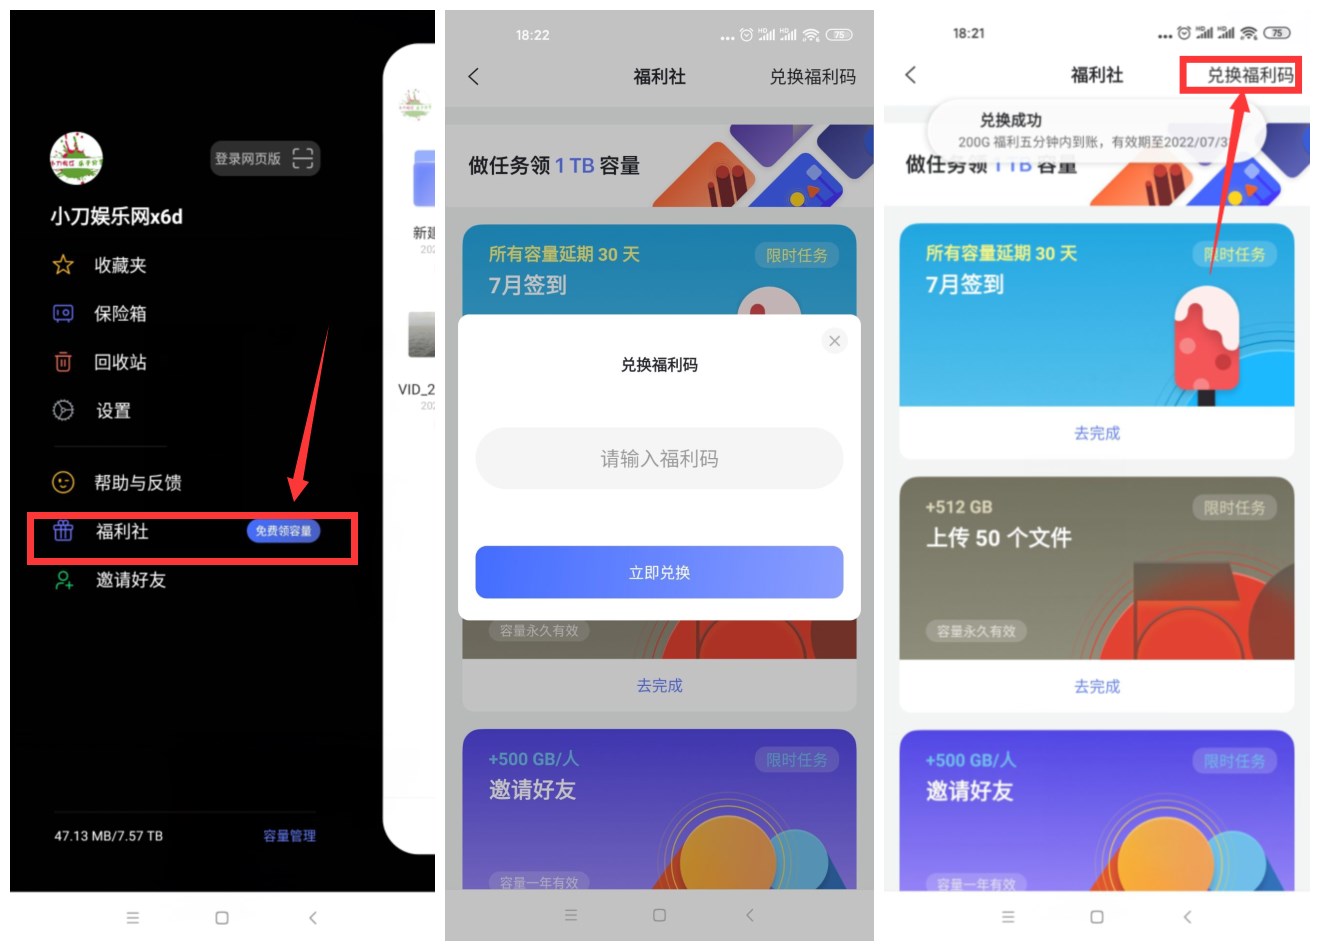 登录网页版
小刀娱乐网x6d
收藏夹
保险箱
回收站
设置
帮助与反馈
福利社
免费领容量
邀请好友
47.13 MB/7.57 TB
容量管理
新建
202
VID_2
202
18:22
75
福利社
兑换福利码
做任务领 1 TB 容量
所有容量延期 30 天
限时任务
7月签到
兑换福利码
请输入福利码
立即兑换
容量永久有效
去完成
+500 GB/人
限时任务
邀请好友
容量一年有效
18:21
75
福利社
兑换福利码
兑换成功
200G 福利五分钟内到账，有效期至2022/07/3
做任务领 1 TB 容量
所有容量延期 30 天
限时任务
7月签到
去完成
+512 GB
限时任务
上传 50 个文件
容量永久有效
去完成
+500 GB/人
限时任务
邀请好友
容量一年有效